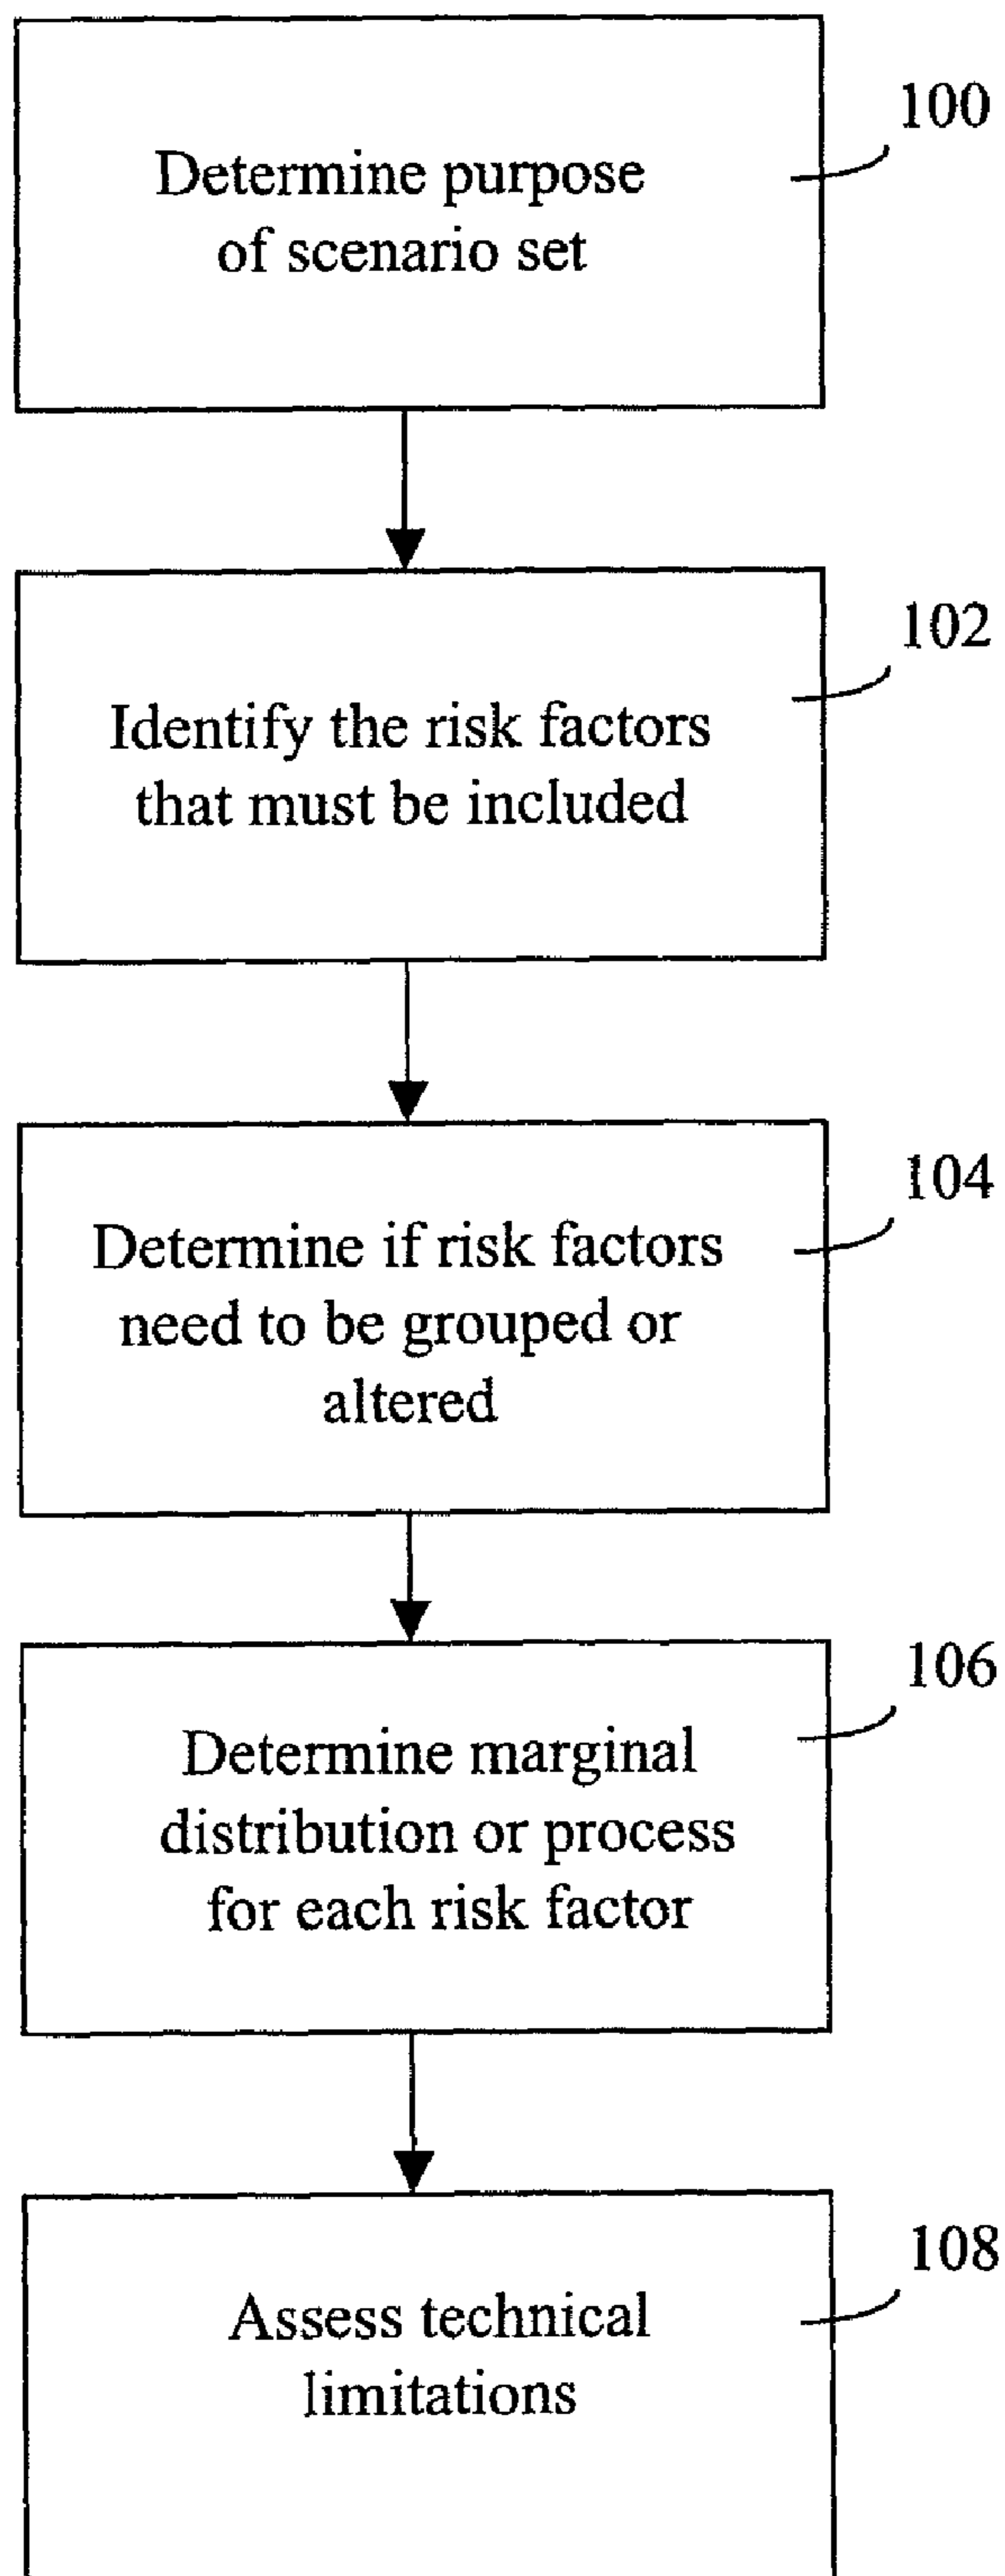 100
Determine purpose
of scenario set
102
Identify the risk factors
that must be included
104
Determine if risk factors
need to be grouped or
altered
106
Determine marginal
distribution or process
for each risk factor
108
Assess technical
limitations